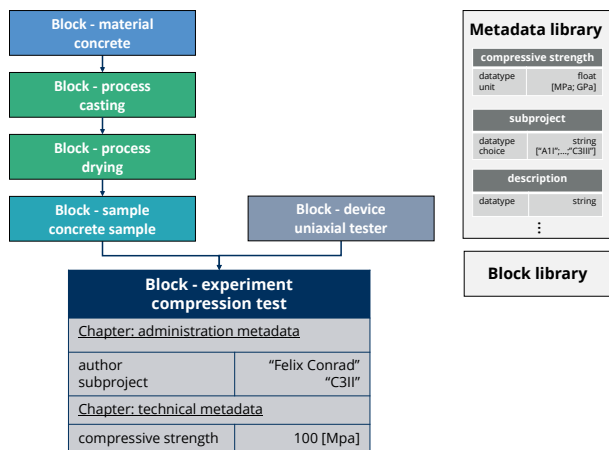 Block - material
concrete
Block - process
casting
Block - process
drying
Block - sample
concrete sample
Block - device
uniaxial tester
Block - experiment
compression test
Chapter: administration metadata
author “Felix Conrad”
subproject “C3II”
Chapter: technical metadata
compressive strength 100 [Mpa]
Metadata library
compressive strength
datatype float
unit [MPa; GPa]
subproject
datatype string
choice ["A1I";...;"C3III"]
description
datatype string
⋮
Block library